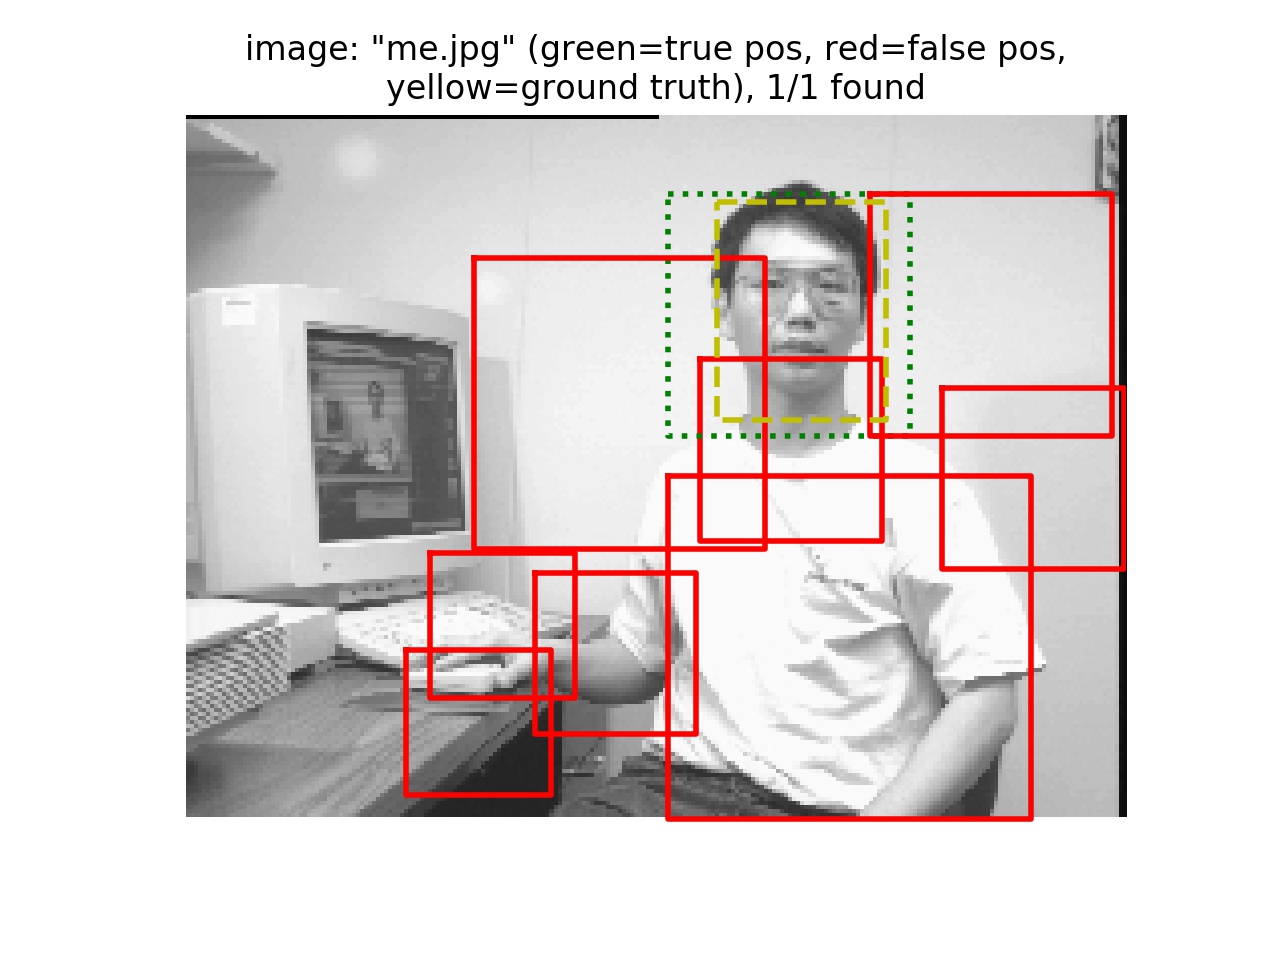 image: "me.jpg" (green=true pos, red=false pos,
yellow=ground truth), 1/1 found